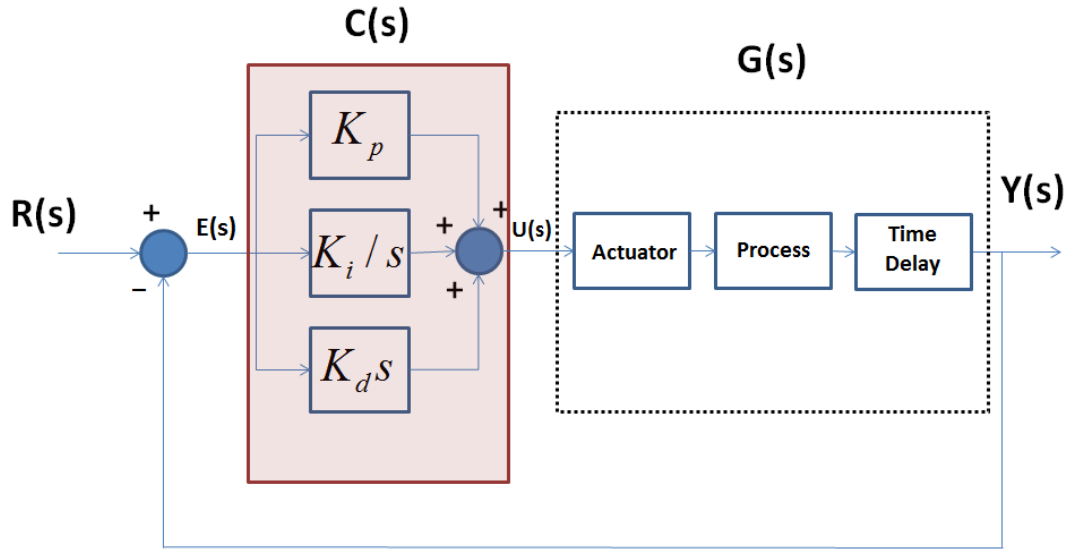 C(s)
G(s)
K_p
R(s)
+
E(s)
K_i / s
+
+
U(s)
Actuator
Process
Time
Delay
Y(s)
−
+
K_d s